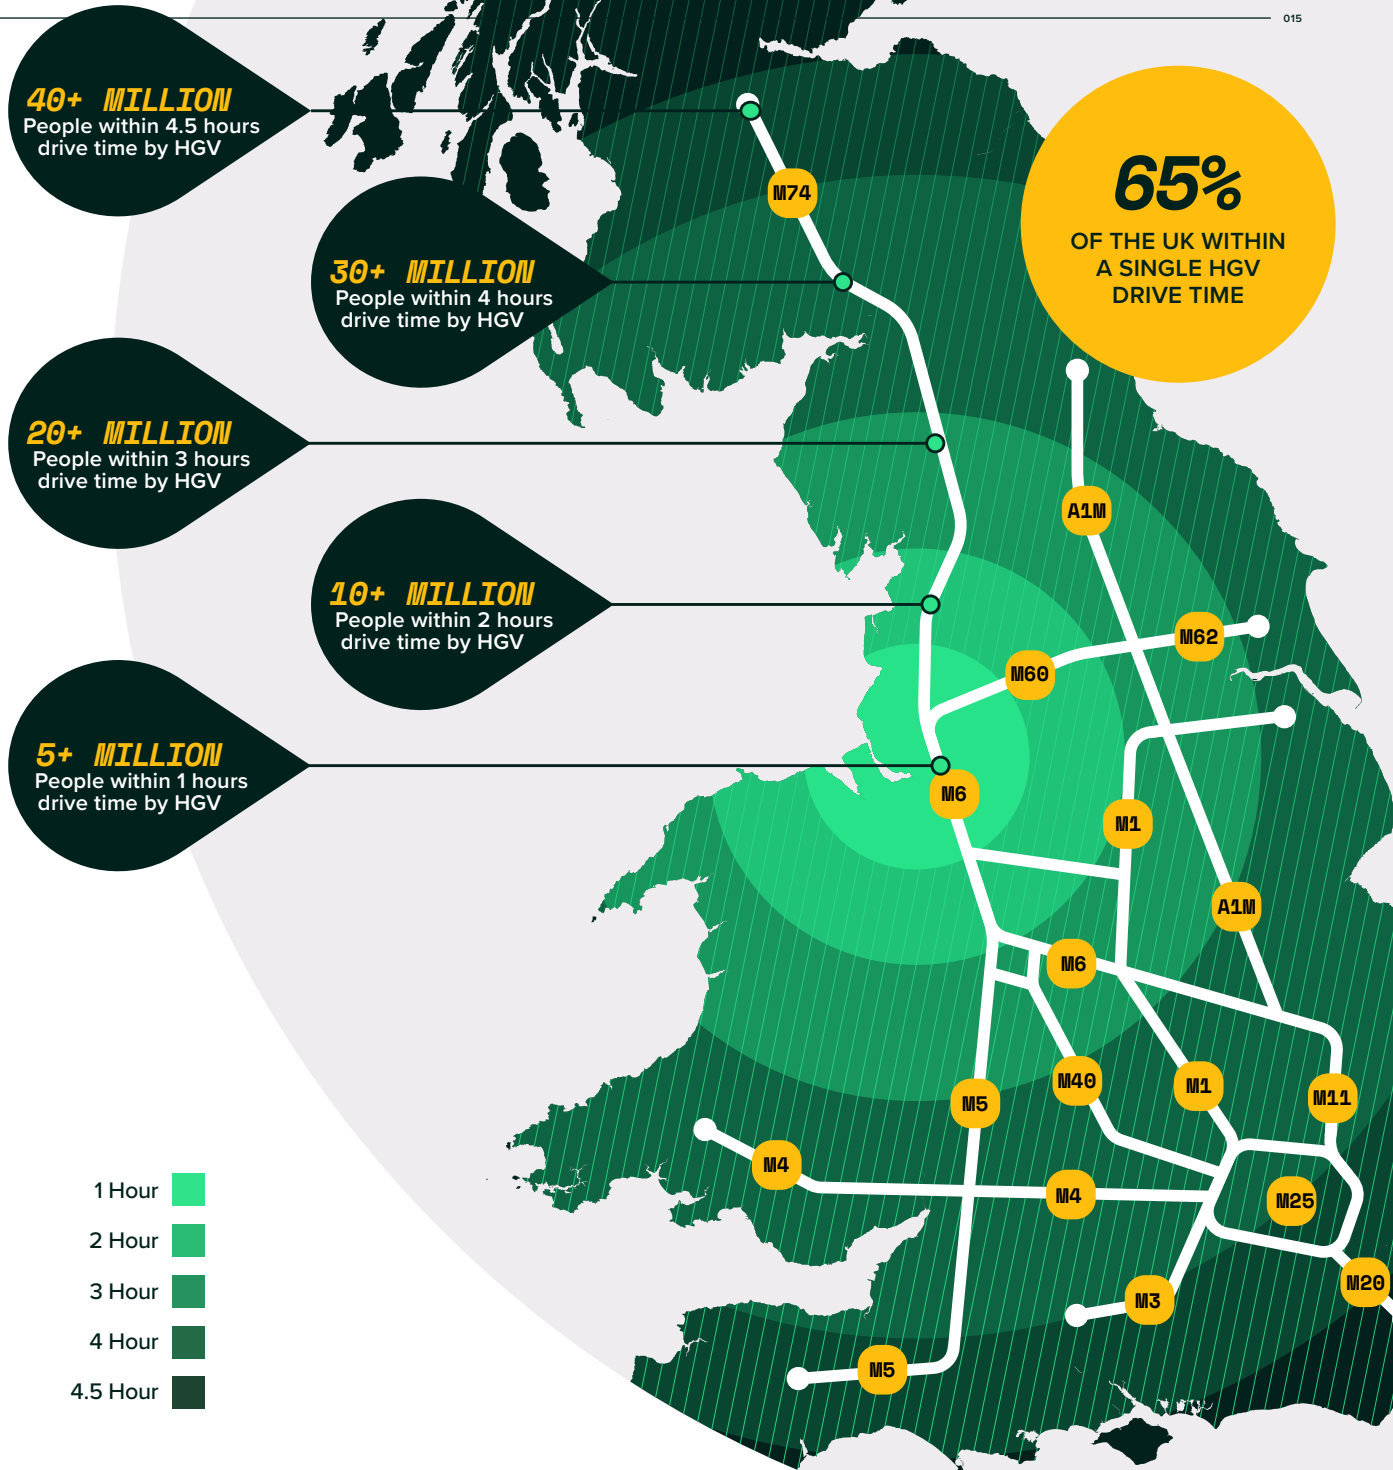 015
40+ MILLION
People within 4.5 hours
drive time by HGV
65%
OF THE UK WITHIN
A SINGLE HGV
DRIVE TIME
M74
30+ MILLION
People within 4 hours
drive time by HGV
20+ MILLION
People within 3 hours
drive time by HGV
A1M
10+ MILLION
People within 2 hours
drive time by HGV
M62
M60
5+ MILLION
People within 1 hours
drive time by HGV
M6
M1
A1M
M6
M40
M1
M11
M5
M4
M4
M25
M20
M3
M5
1 Hour
2 Hour
3 Hour
4 Hour
4.5 Hour